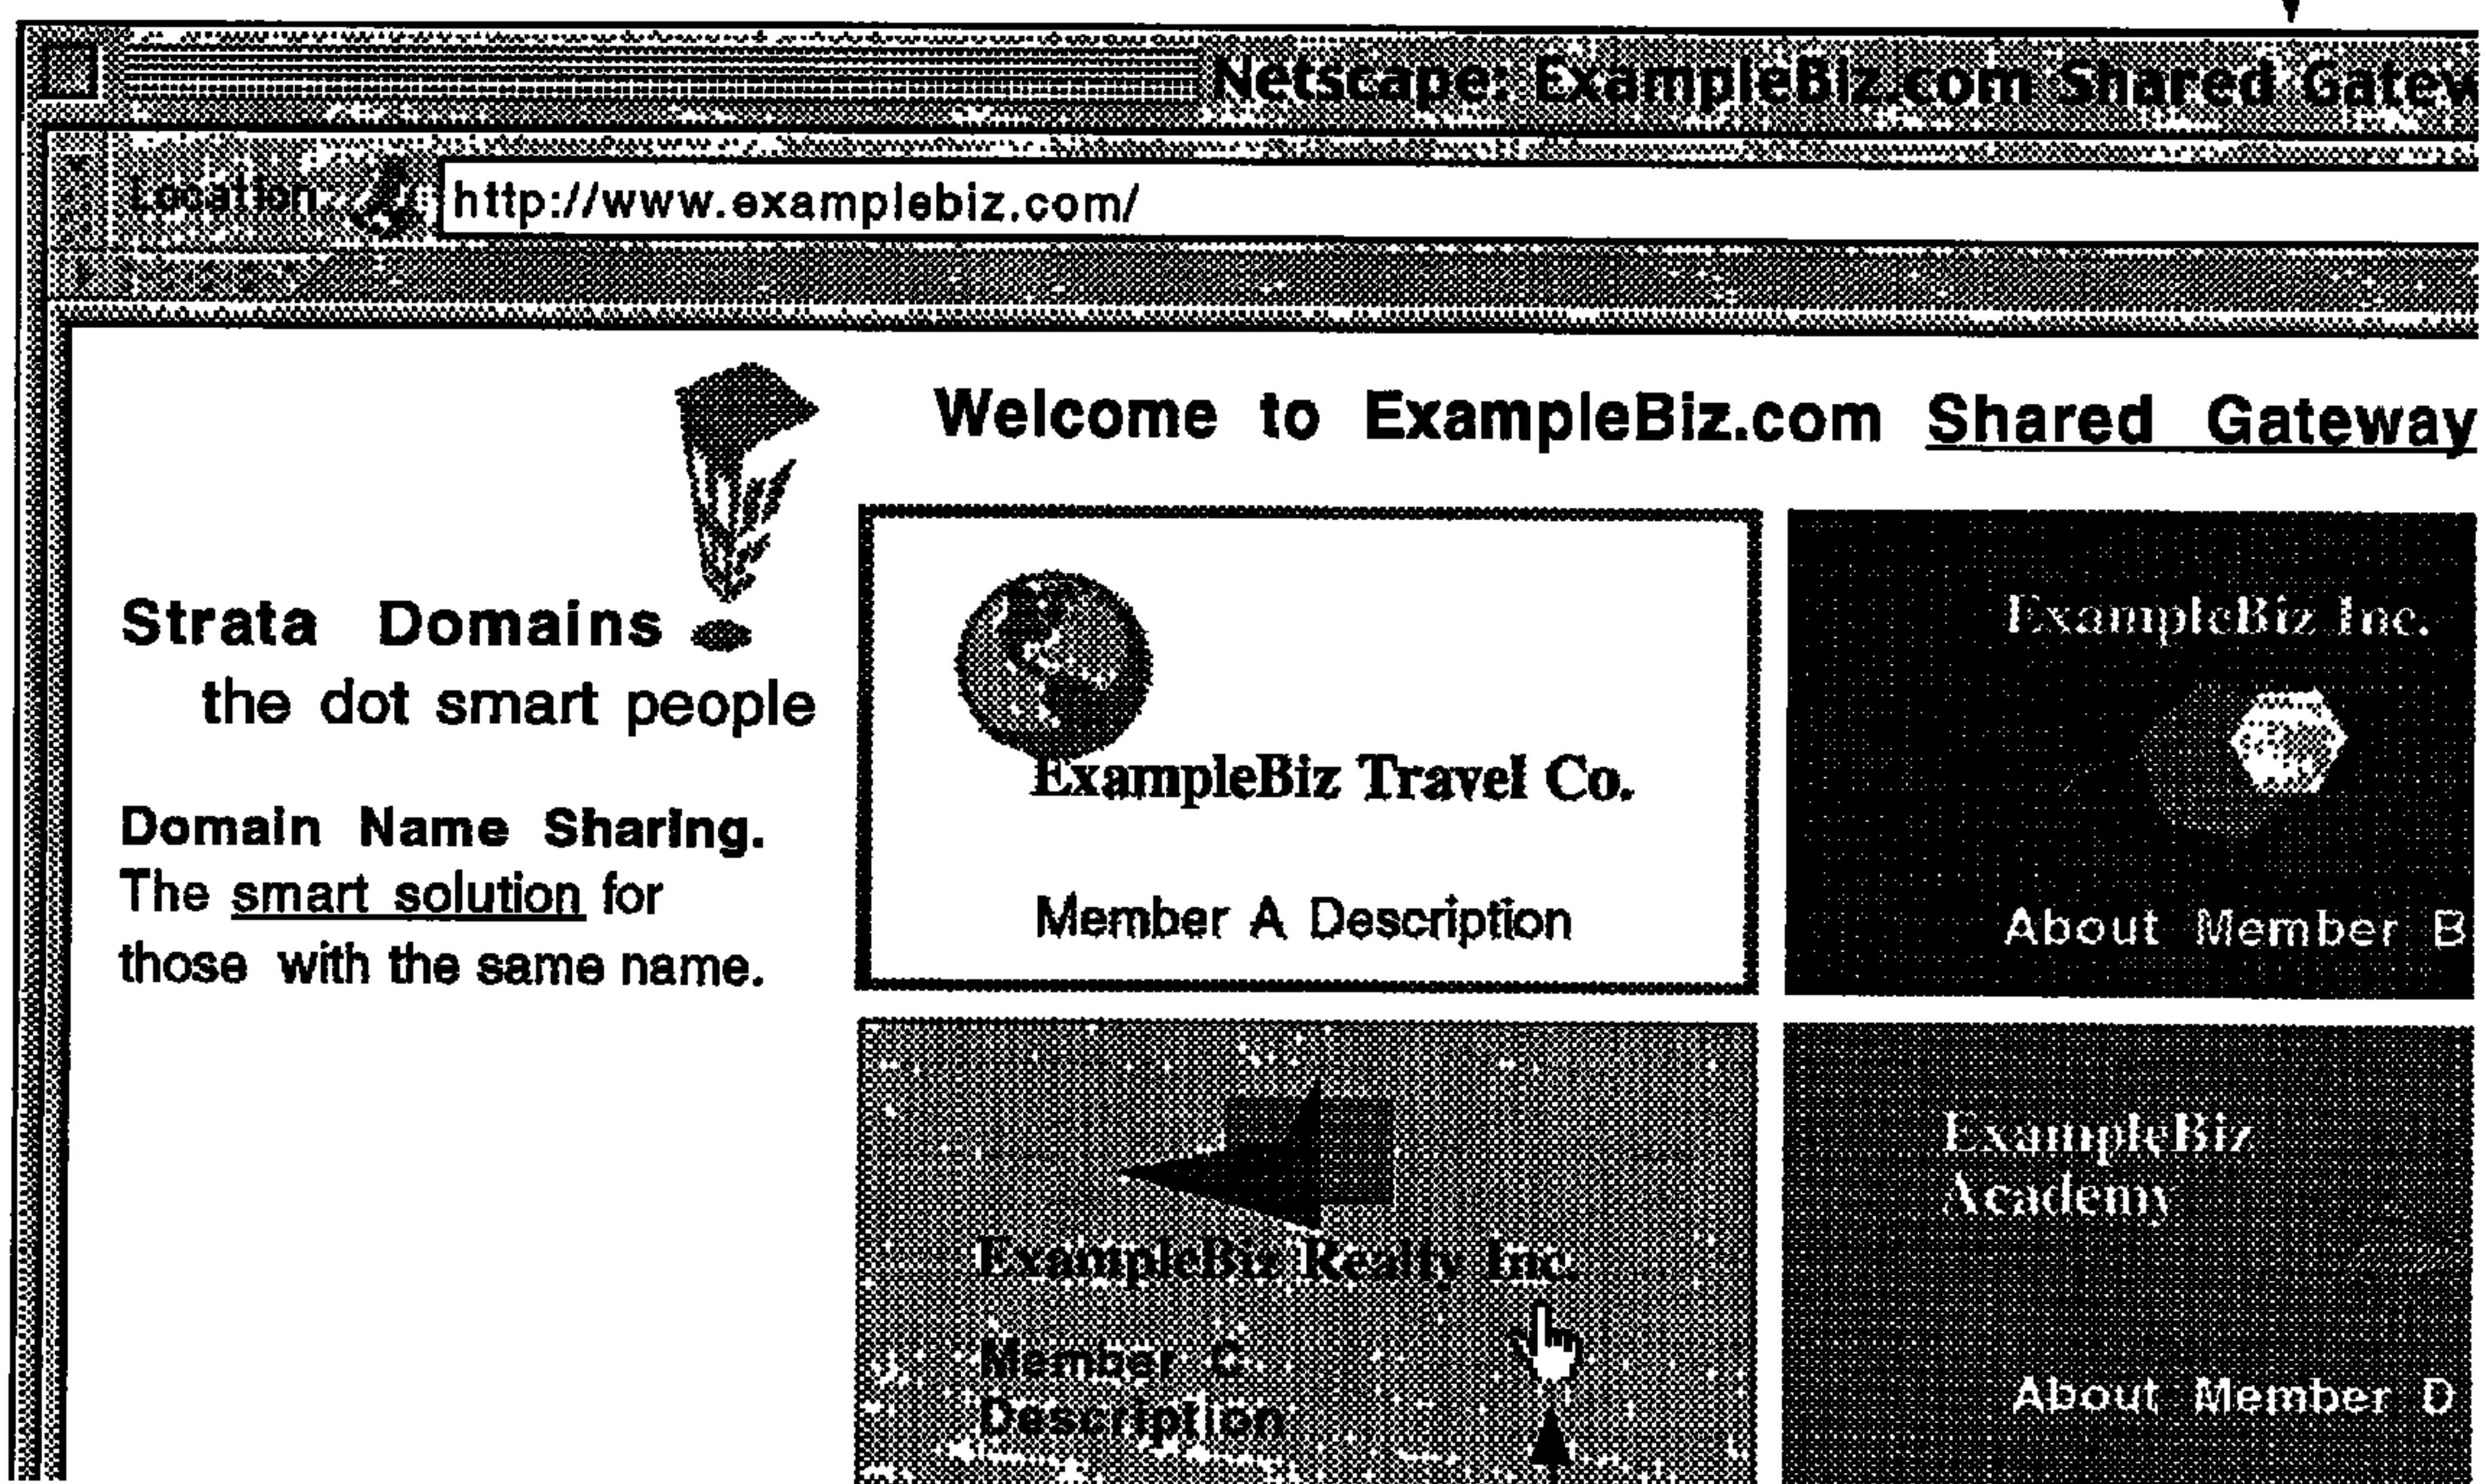 Netscape: ExampleBiz.com Shared Gatew
Location:
http://www.examplebiz.com/
Welcome to ExampleBiz.com Shared Gateway
Strata Domains
the dot smart people
Domain Name Sharing.
The smart solution for
those with the same name.
ExampleBiz Travel Co.
Member A Description
ExampleBiz Inc.
About Member B
ExampleBiz Realty Inc.
Member C
Description
ExampleBiz
Academy
About Member D